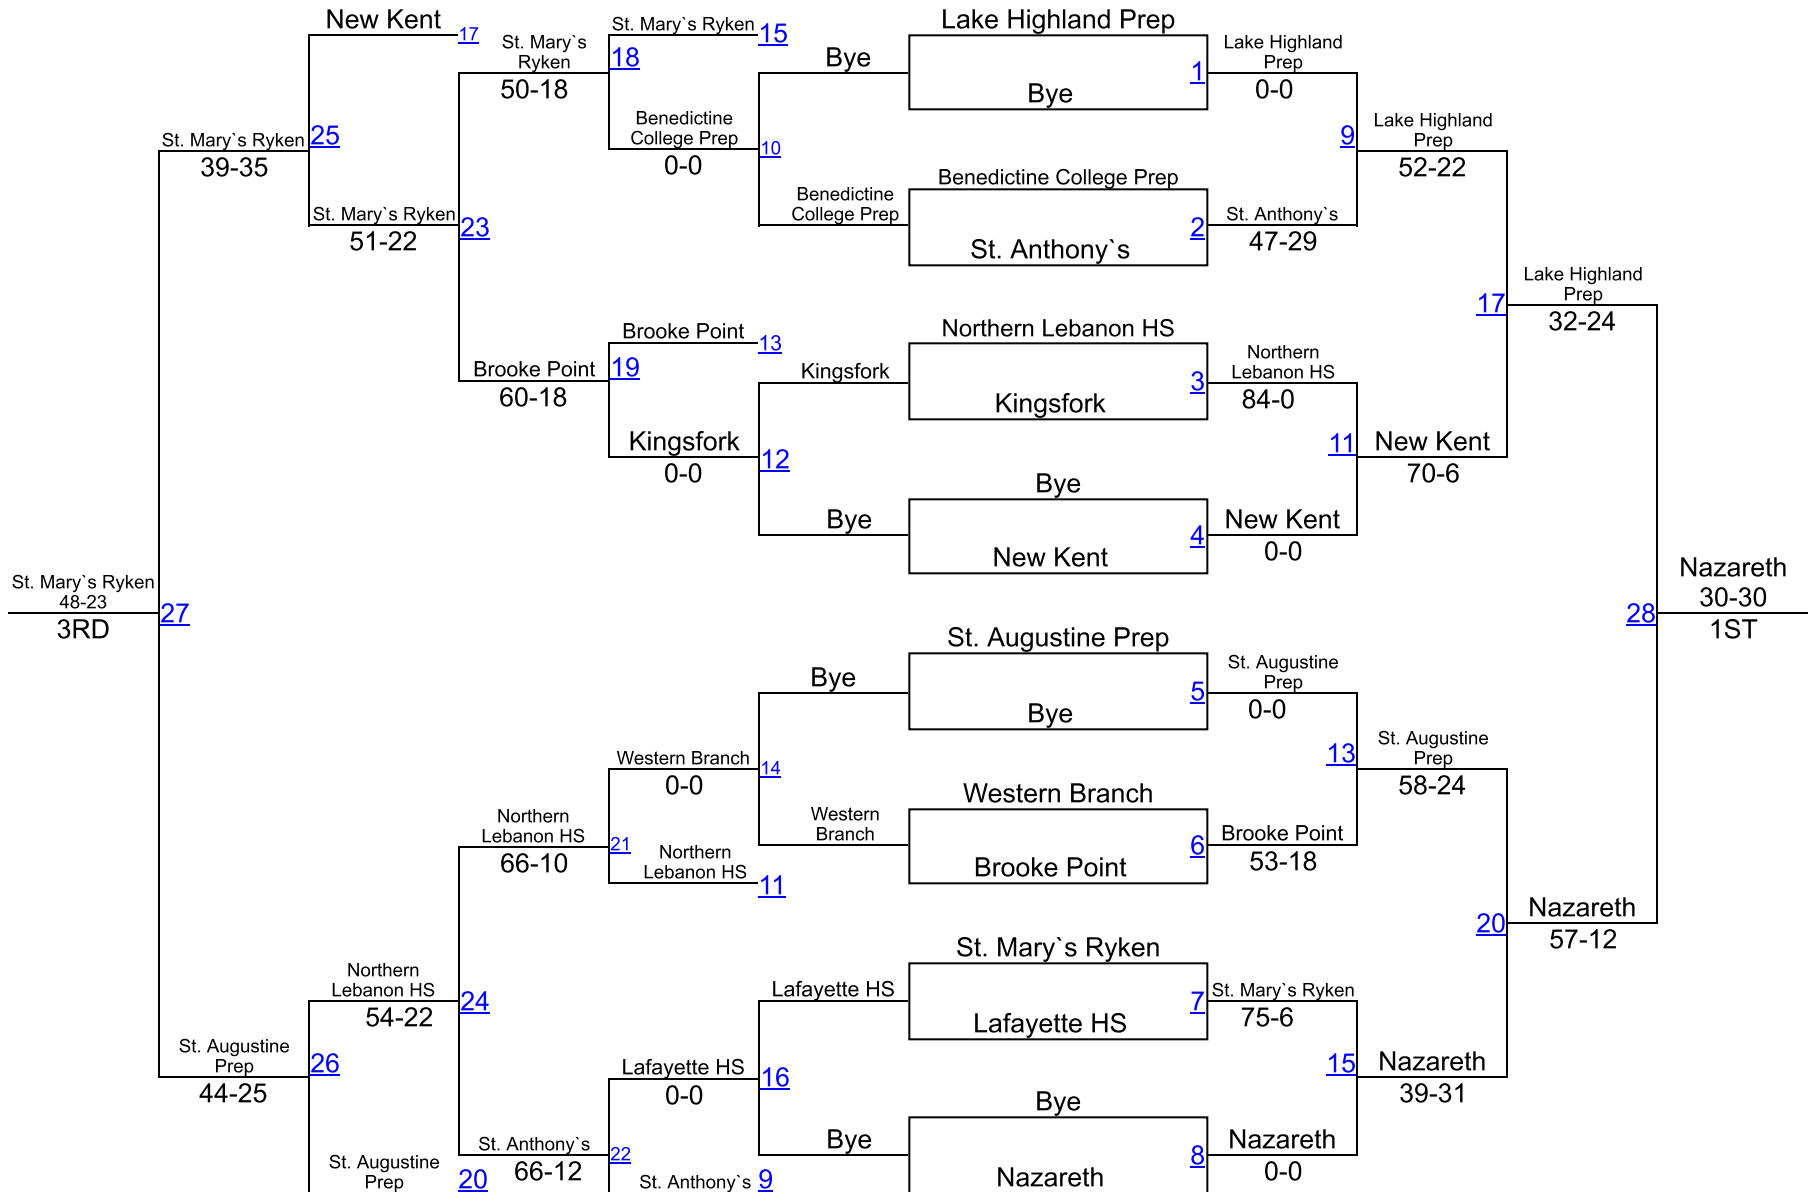 New Kent
17
St. Mary`s
Ryken
50-18
St. Mary`s Ryken
15
18
Bye
Lake Highland Prep
1
Bye
Lake Highland
Prep
0-0
Benedictine
College Prep
0-0
10
25
St. Mary`s Ryken
39-35
9
Lake Highland
Prep
52-22
Benedictine
College Prep
Benedictine College Prep
2
St. Anthony`s
St. Anthony`s
47-29
St. Mary`s Ryken
51-22
23
Lake Highland
Prep
32-24
17
Brooke Point
13
Brooke Point
60-18
19
Kingsfork
Northern Lebanon HS
3
Kingsfork
Northern
Lebanon HS
84-0
Kingsfork
0-0
12
11
New Kent
70-6
Bye
Bye
4
New Kent
New Kent
0-0
St. Mary`s Ryken
48-23
3RD
27
Nazareth
30-30
1ST
28
Bye
St. Augustine Prep
5
Bye
St. Augustine
Prep
0-0
Western Branch
0-0
14
13
St. Augustine
Prep
58-24
Northern
Lebanon HS
66-10
21
Northern
Lebanon HS
11
Western
Branch
Western Branch
6
Brooke Point
Brooke Point
53-18
20
Nazareth
57-12
Northern
Lebanon HS
54-22
24
Lafayette HS
St. Mary`s Ryken
7
Lafayette HS
St. Mary`s Ryken
75-6
St. Augustine
Prep
44-25
26
Lafayette HS
0-0
16
15
Nazareth
39-31
Bye
Bye
8
Nazareth
Nazareth
0-0
St. Augustine
Prep
20
St. Anthony`s
66-12
22
St. Anthony`s
9